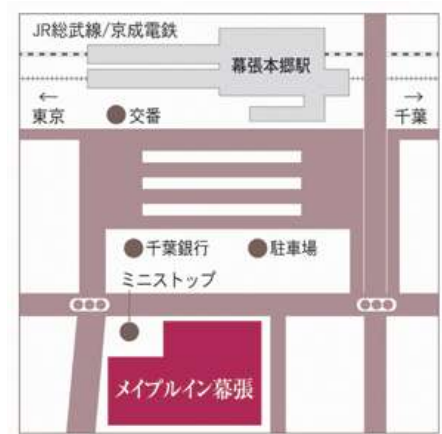 JR総武線/京成電鉄
幕張本郷駅
←
東京
交番
→
千葉
千葉銀行
駐車場
ミニストップ
メイプルイン幕張